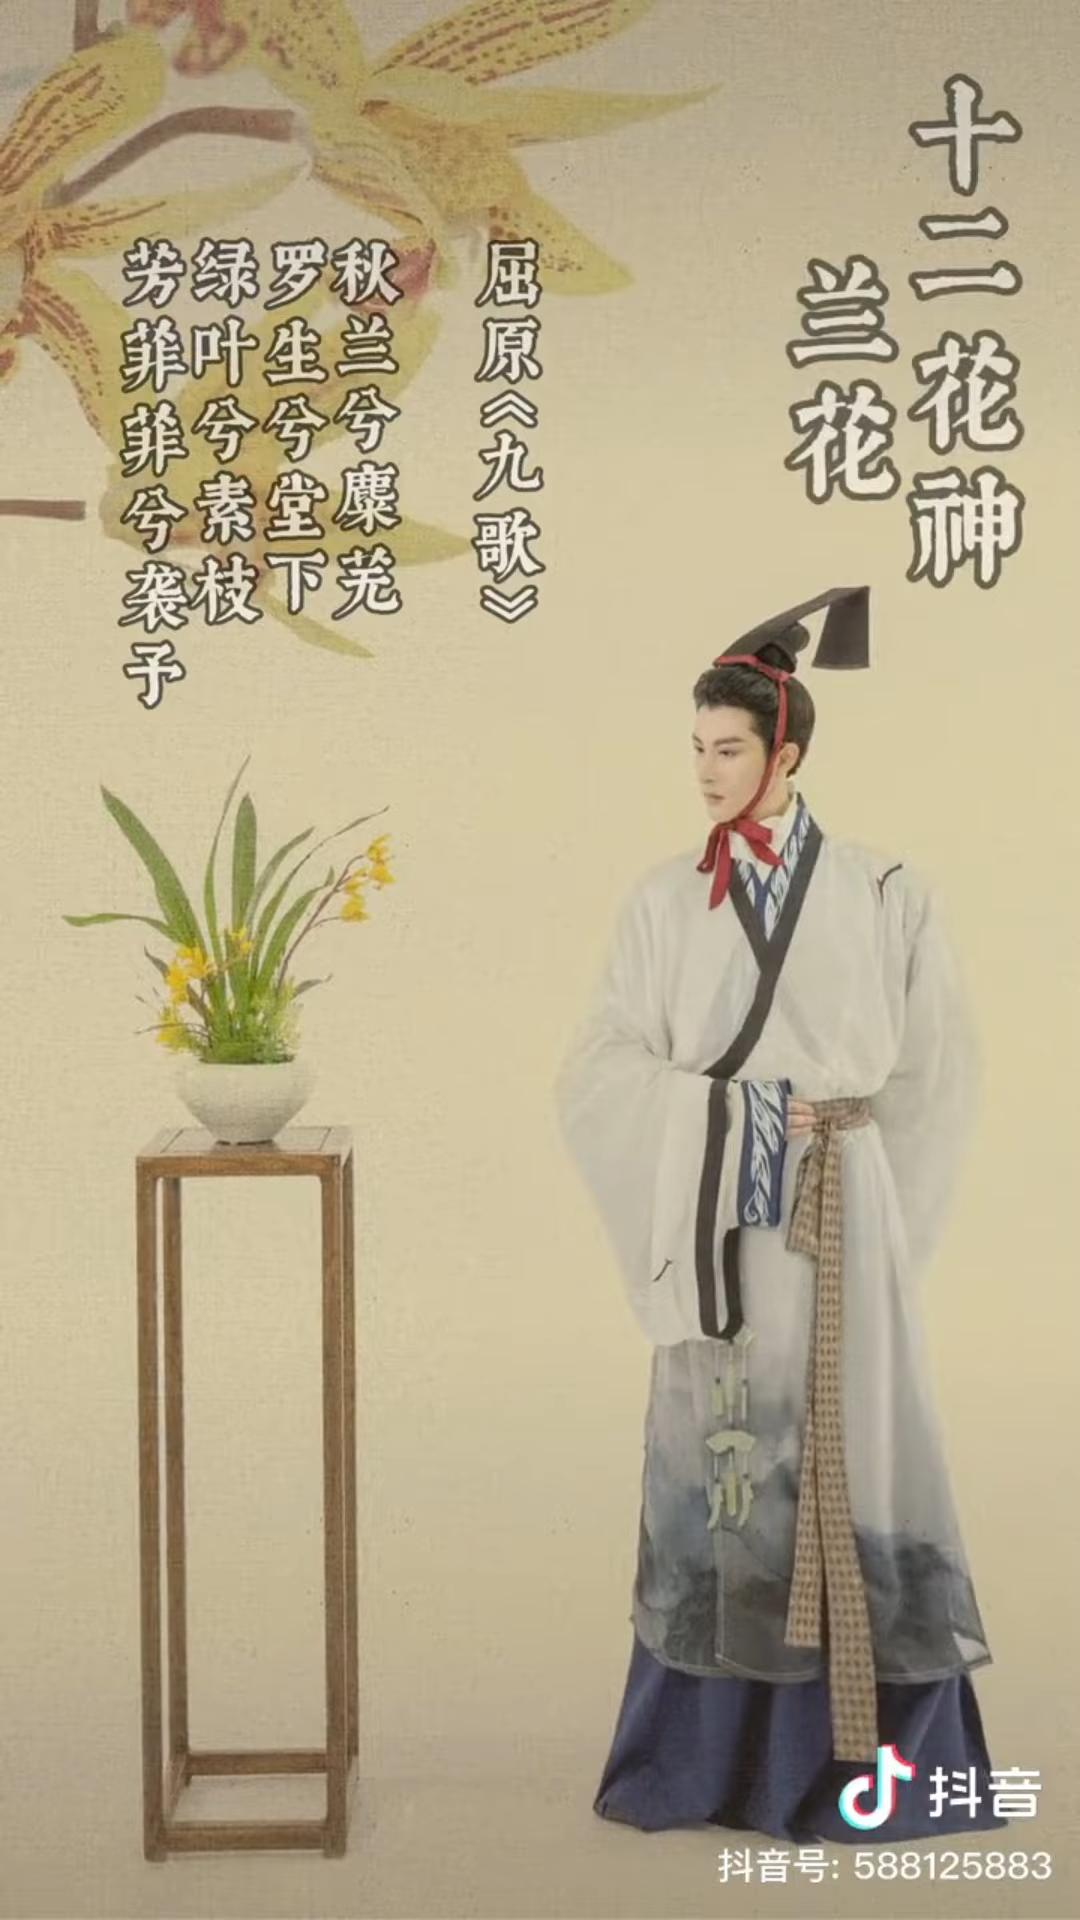 十二花神
兰花
屈原《九歌》
秋兰兮麋芜
罗生兮堂下
绿叶兮素枝
芳菲菲兮袭予
抖音
抖音号: 588125883